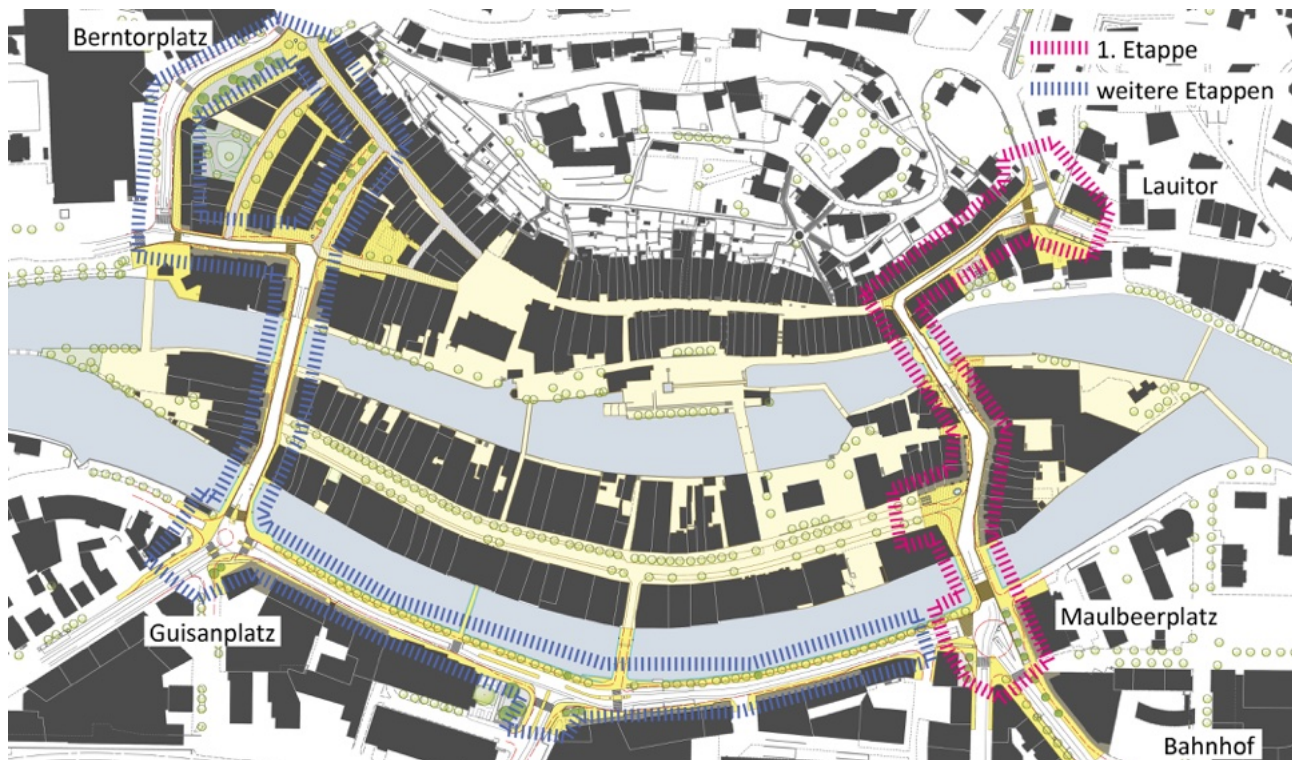 Berntorplatz
1. Etappe
weitere Etappen
Lauitor
Guisanplatz
Maulbeerplatz
Bahnhof